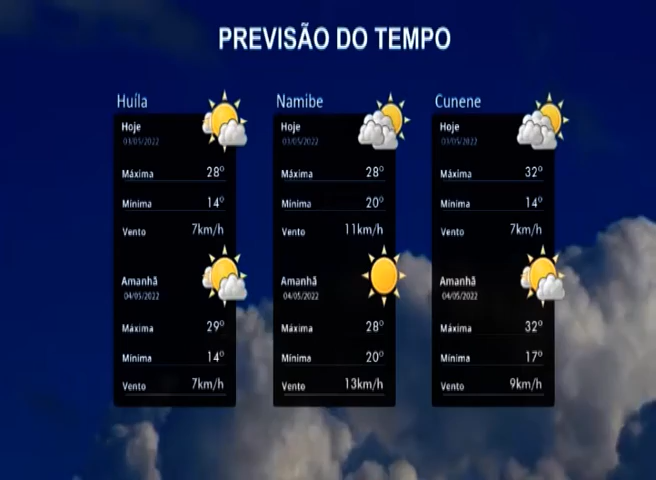 PREVISÃO DO TEMPO
Huíla
Hoje
03/05/2022
Máxima 28º
Mínima 14º
Vento 7km/h
Amanhã
04/05/2022
Máxima 29º
Mínima 14º
Vento 7km/h
Namibe
Hoje
03/05/2022
Máxima 28º
Mínima 20º
Vento 11km/h
Amanhã
04/05/2022
Máxima 28º
Mínima 20º
Vento 13km/h
Cunene
Hoje
03/05/2022
Máxima 32º
Mínima 14º
Vento 7km/h
Amanhã
04/05/2022
Máxima 32º
Mínima 17º
Vento 9km/h